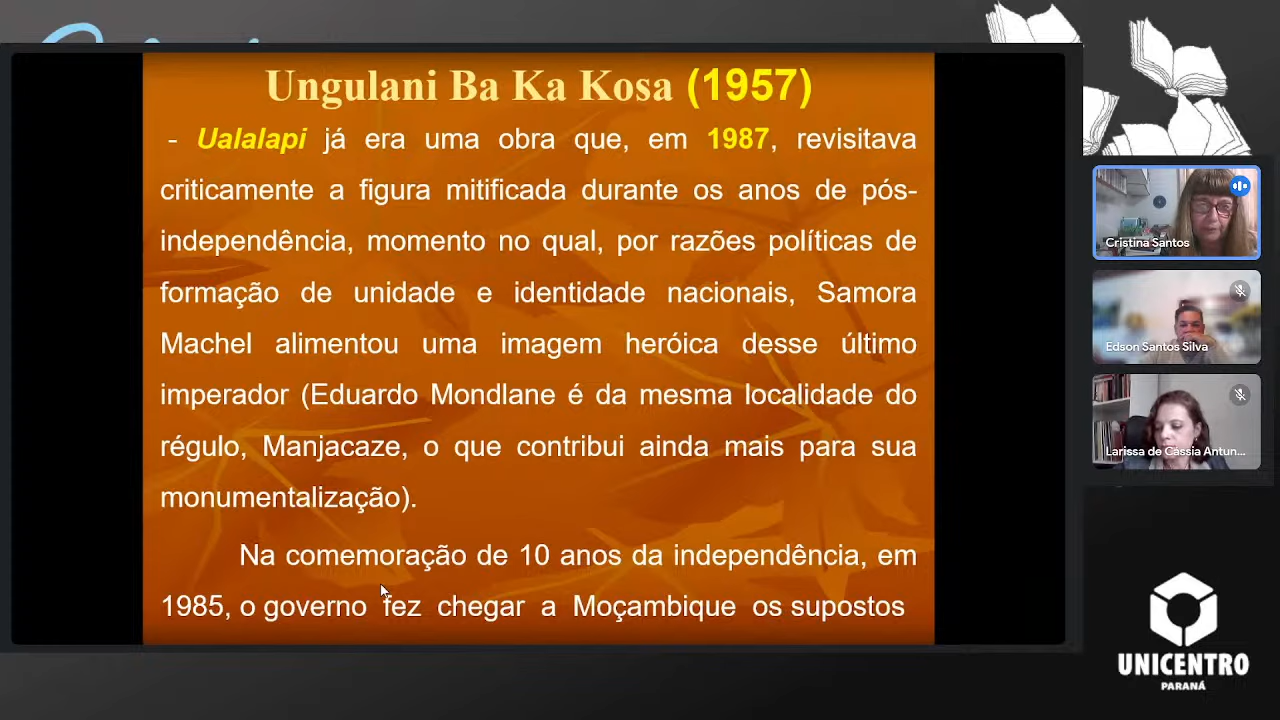 Ungulani Ba Ka Kosa (1957)
- Ualalapi já era uma obra que, em 1987, revisitava
criticamente a figura mitificada durante os anos de pós-
independência, momento no qual, por razões políticas de
formação de unidade e identidade nacionais, Samora
Machel alimentou uma imagem heróica desse último
imperador (Eduardo Mondlane é da mesma localidade do
régulo, Manjacaze, o que contribui ainda mais para sua
monumentalização).
Na comemoração de 10 anos da independência, em
1985, o governo fez chegar a Moçambique os supostos
Cristina Santos
Edson Santos Silva
Larissa de Cássia Antun...
UNICENTRO
PARANÁ